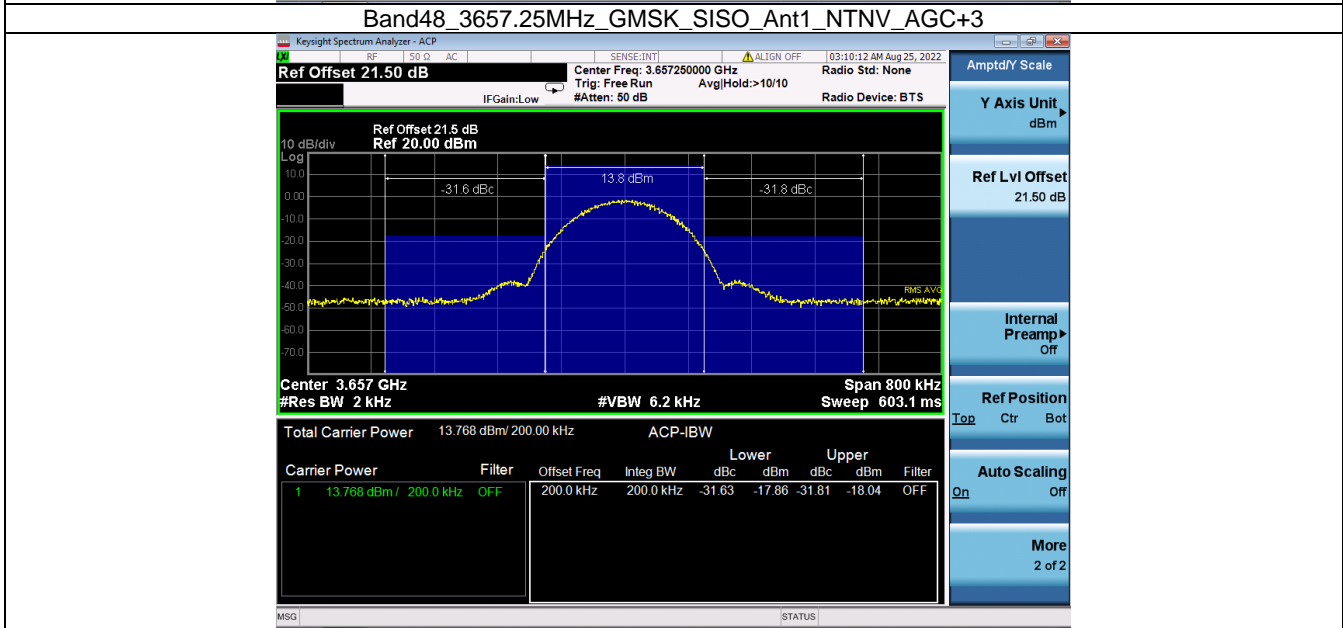 Band48_3657.25MHz_GMSK_SISO_Ant1_NTNV_AGC+3
Keysight Spectrum Analyzer - ACP
LXI RF 50 Ω AC SENSE:INT ALIGN OFF 03:10:12 AM Aug 25, 2022
Ref Offset 21.50 dB
Center Freq: 3.657250000 GHz
Radio Std: None
Trig: Free Run Avg|Hold:>10/10
IFGain:Low #Atten: 50 dB Radio Device: BTS
Ref Offset 21.5 dB
10 dB/div Ref 20.00 dBm
Log
10.0
0.00
-10.0
-20.0
-30.0
-40.0
-50.0
-60.0
-70.0
-31.6 dBc 13.8 dBm -31.8 dBc
RMS AVG
Center 3.657 GHz Span 800 kHz
#Res BW 2 kHz #VBW 6.2 kHz Sweep 603.1 ms
Total Carrier Power 13.768 dBm/ 200.00 kHz ACP-IBW
Lower Upper
Carrier Power Filter Offset Freq Integ BW dBc dBm dBc dBm Filter
1 13.768 dBm / 200.0 kHz OFF 200.0 kHz 200.0 kHz -31.63 -17.86 -31.81 -18.04 OFF
MSG STATUS
Amptd/Y Scale
Y Axis Unit
dBm
Ref Lvl Offset
21.50 dB
Internal
Preamp
Off
Ref Position
Top Ctr Bot
Auto Scaling
On Off
More
2 of 2